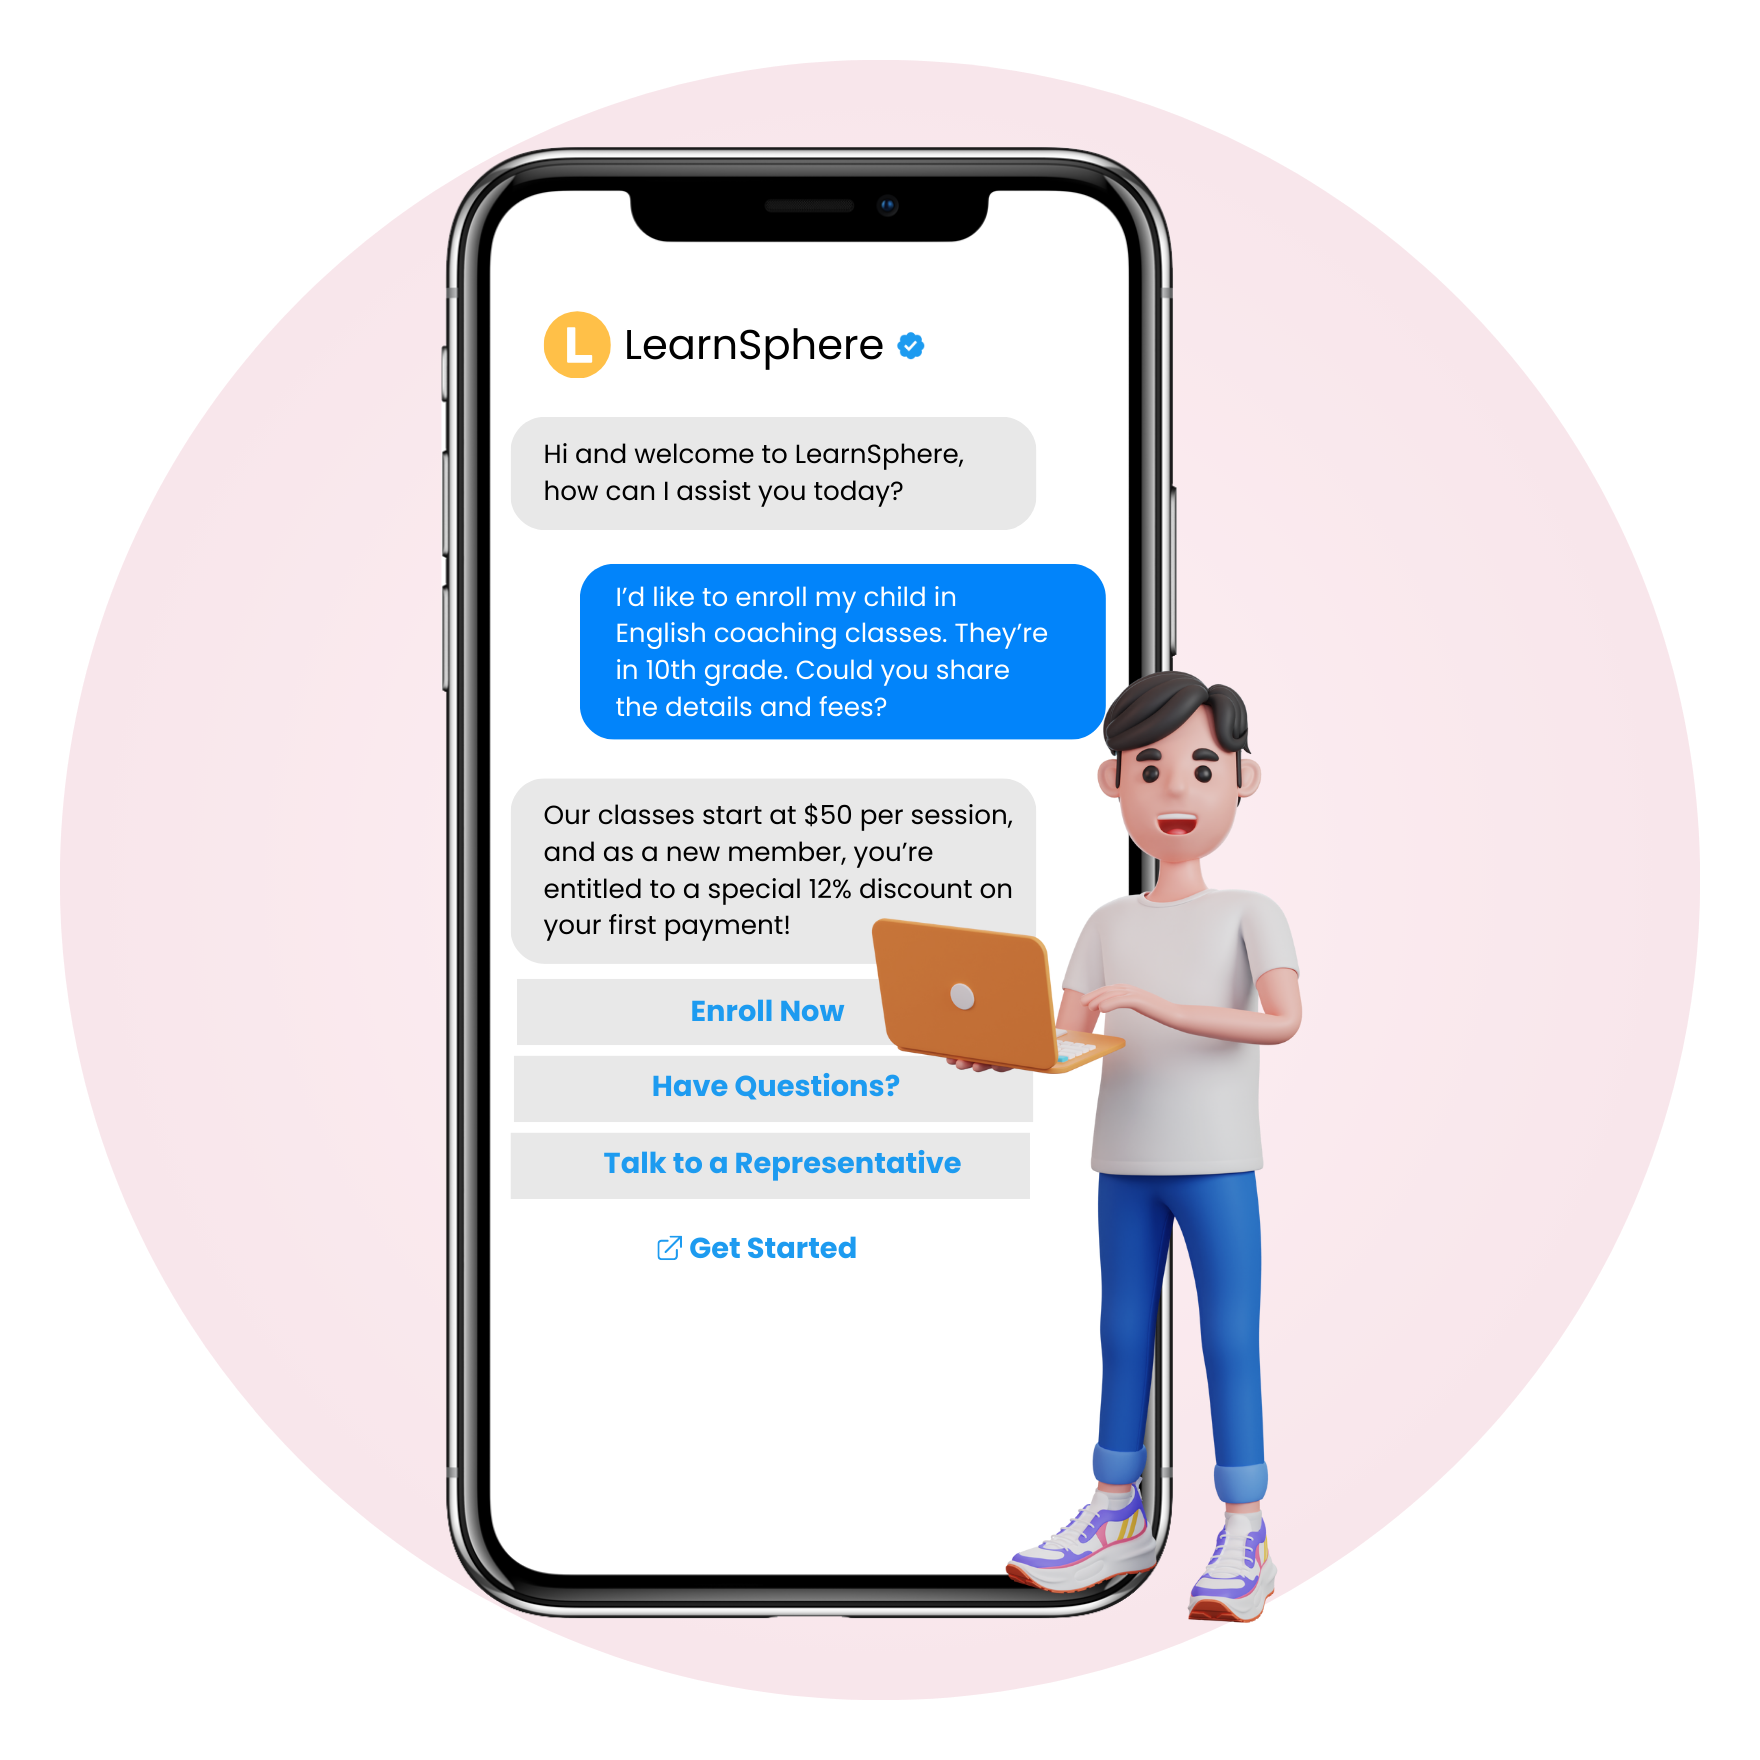 L LearnSphere
Hi and welcome to LearnSphere,
how can I assist you today?
I’d like to enroll my child in
English coaching classes. They’re
in 10th grade. Could you share
the details and fees?
Our classes start at $50 per session,
and as a new member, you’re
entitled to a special 12% discount on
your first payment!
Enroll Now
Have Questions?
Talk to a Representative
Get Started